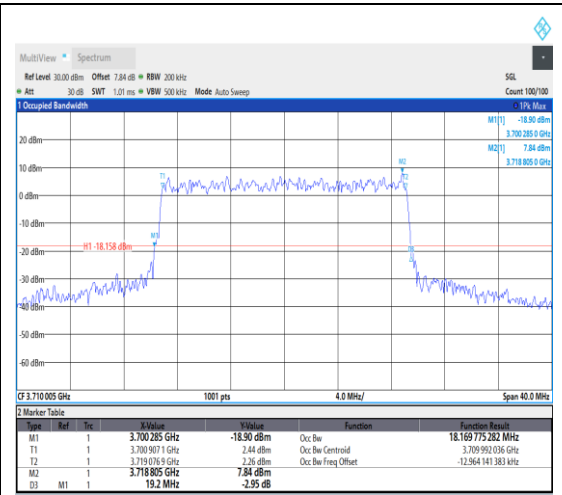 MultiView Spectrum
Ref Level 30.00 dBm Offset 7.84 dB RBW 200 kHz SGL
Att 30 dB SWT 1.01 ms VBW 500 kHz Mode Auto Sweep Count 100/100
1 Occupied Bandwidth 1Pk Max
M1[1] -18.90 dBm
3.700 285 0 GHz
M2[1] 7.84 dBm
3.718 805 0 GHz
20 dBm
M2
10 dBm
T1 T2
0 dBm
-10 dBm
M1
H1 -18.158 dBm
-20 dBm
-30 dBm
-40 dBm
-50 dBm
-60 dBm
CF 3.710 005 GHz 1001 pts 4.0 MHz/ Span 40.0 MHz
2 Marker Table
Type Ref Trc X-Value Y-Value Function Function Result
M1 1 3.700 285 GHz -18.90 dBm Occ Bw 18.169 775 282 MHz
T1 1 3.700 907 1 GHz 2.44 dBm Occ Bw Centroid 3.709 992 036 GHz
T2 1 3.719 076 9 GHz 2.26 dBm Occ Bw Freq Offset -12.964 141 383 kHz
M2 1 3.718 805 GHz 7.84 dBm
D3 M1 1 19.2 MHz -2.95 dB